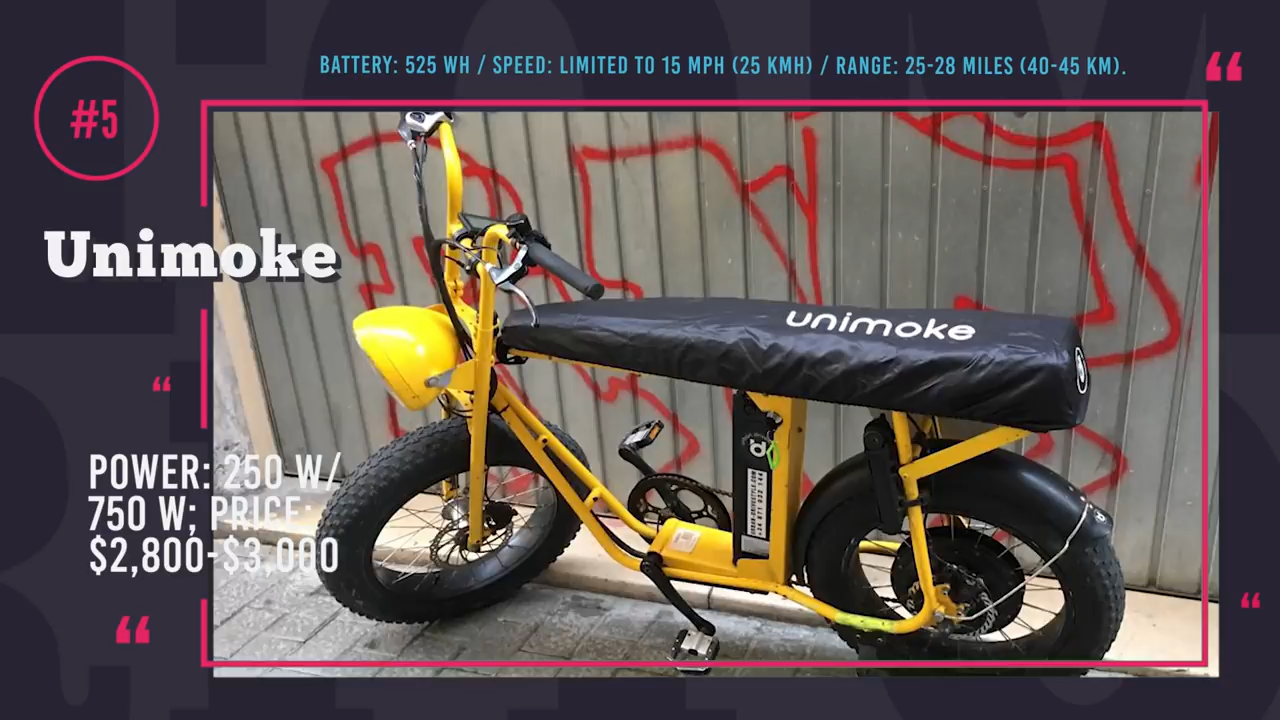 BATTERY: 525 WH / SPEED: LIMITED TO 15 MPH (25 KMH) / RANGE: 25-28 MILES (40-45 KM).
#5
Unimoke
unimoke
POWER: 250 W/
750 W; PRICE:
$2,800-$3,000